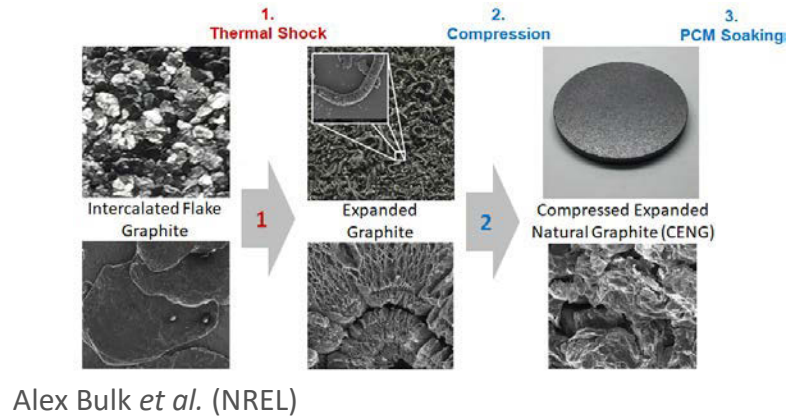 1.
Thermal Shock
2.
Compression
3.
PCM Soaking
Intercalated Flake
Graphite
1
Expanded
Graphite
2
Compressed Expanded
Natural Graphite (CENG)
Alex Bulk et al. (NREL)